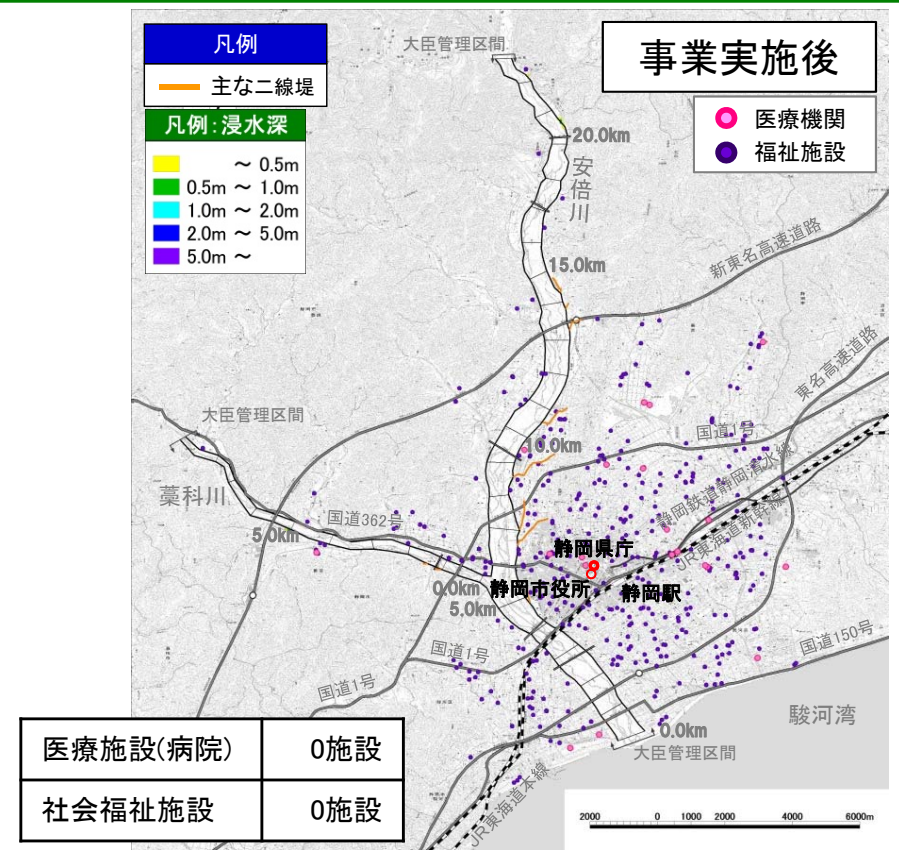 凡例
主な二線堤
凡例：浸水深
～ 0.5m
0.5m ～ 1.0m
1.0m ～ 2.0m
2.0m ～ 5.0m
5.0m ～
大臣管理区間
事業実施後
医療機関
福祉施設
20.0km
安倍川
新東名高速道路
15.0km
東名高速道路
大臣管理区間
国道1号
10.0km
藁科川
静岡鉄道静岡清水線
国道362号
JR東海道新幹線
5.0km
静岡県庁
0.0km
静岡市役所
静岡駅
5.0km
国道1号
国道150号
国道1号
駿河湾
0.0km
大臣管理区間
医療施設(病院) 0施設
社会福祉施設 0施設
JR東海道本線
2000 0 1000 2000 4000 6000m